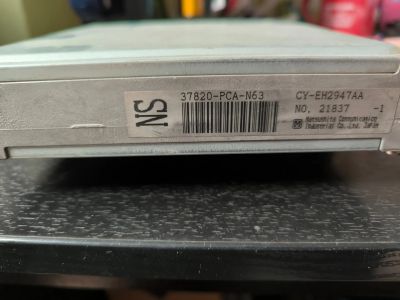 NS
37820-PCA-N63
CY-EH2947AA
NO. 21837 -1
Matsushita Communication
Industrial Co.,Ltd. Japan